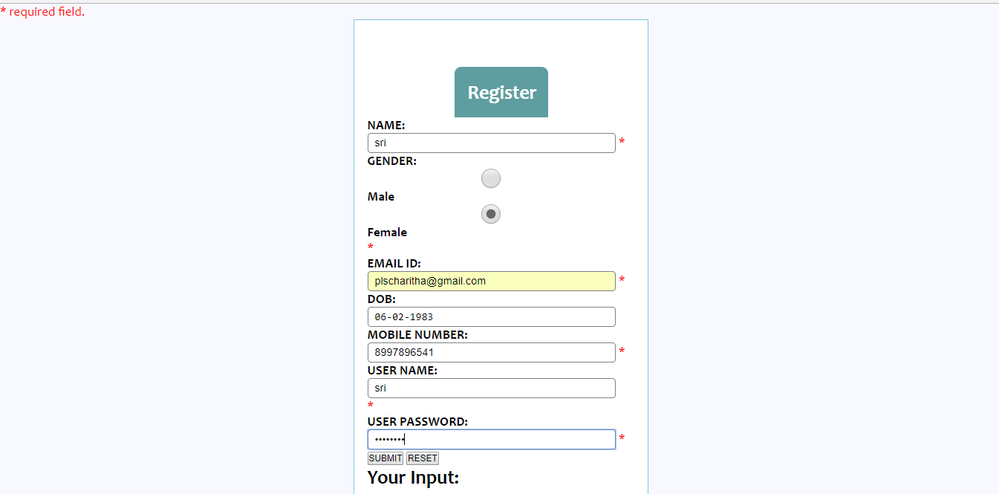 * required field.
Register
NAME:
sri *
GENDER:
Male
Female
*
EMAIL ID:
plscharitha@gmail.com *
DOB:
06-02-1983
MOBILE NUMBER:
8997896541 *
USER NAME:
sri
*
USER PASSWORD:
•••••••• *
SUBMIT RESET
Your Input: